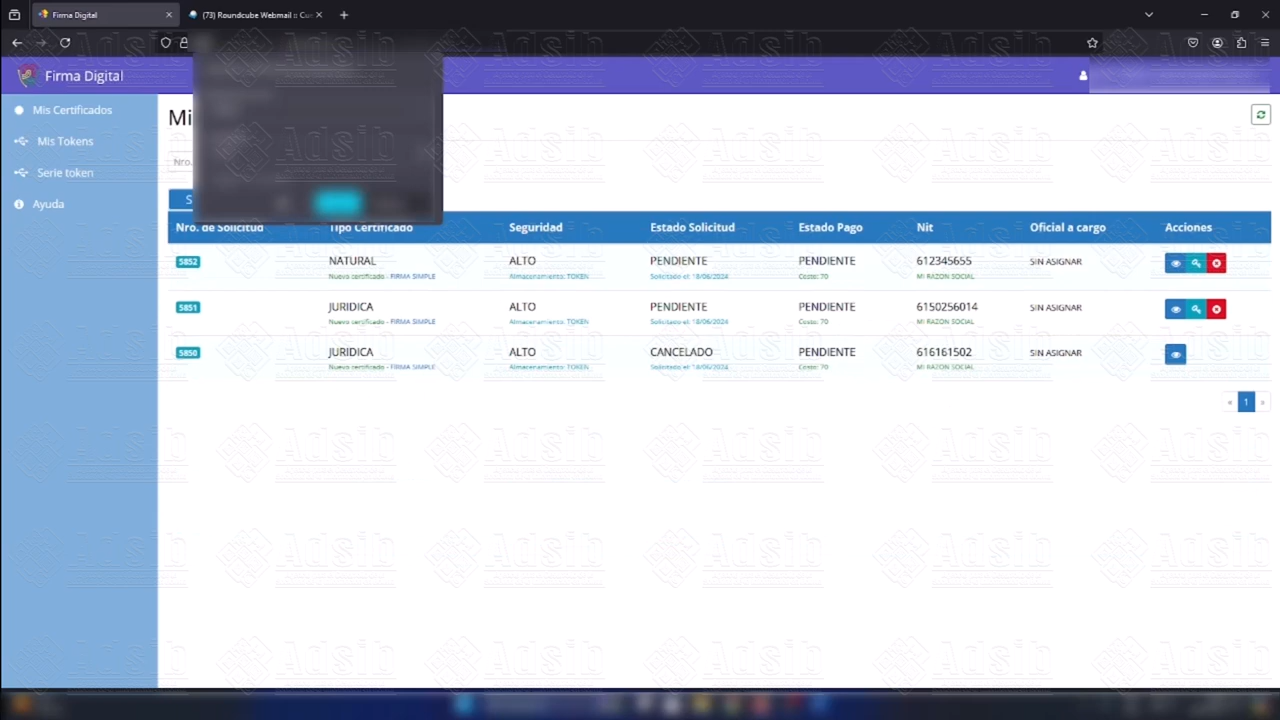 Firma Digital
(73) Roundcube Webmail ::
Firma Digital
Mis Certificados
Mis Tokens
Serie token
Ayuda
Mi
Nro.
S
Nro. de Solicitud Tipo Certificado Seguridad Estado Solicitud Estado Pago Nit Oficial a cargo Acciones
5852 NATURAL ALTO PENDIENTE PENDIENTE 612345655 SIN ASIGNAR
Nuevo certificado - FIRMA SIMPLE Almacenamiento: TOKEN Solicitado el: 18/06/2024 Costo: 70 MI RAZON SOCIAL
5851 JURIDICA ALTO PENDIENTE PENDIENTE 6150256014 SIN ASIGNAR
Nuevo certificado - FIRMA SIMPLE Almacenamiento: TOKEN Solicitado el: 18/06/2024 Costo: 70 MI RAZON SOCIAL
5850 JURIDICA ALTO CANCELADO PENDIENTE 616161502 SIN ASIGNAR
Nuevo certificado - FIRMA SIMPLE Almacenamiento: TOKEN Solicitado el: 18/06/2024 Costo: 70 MI RAZON SOCIAL
« 1 »
Adsib